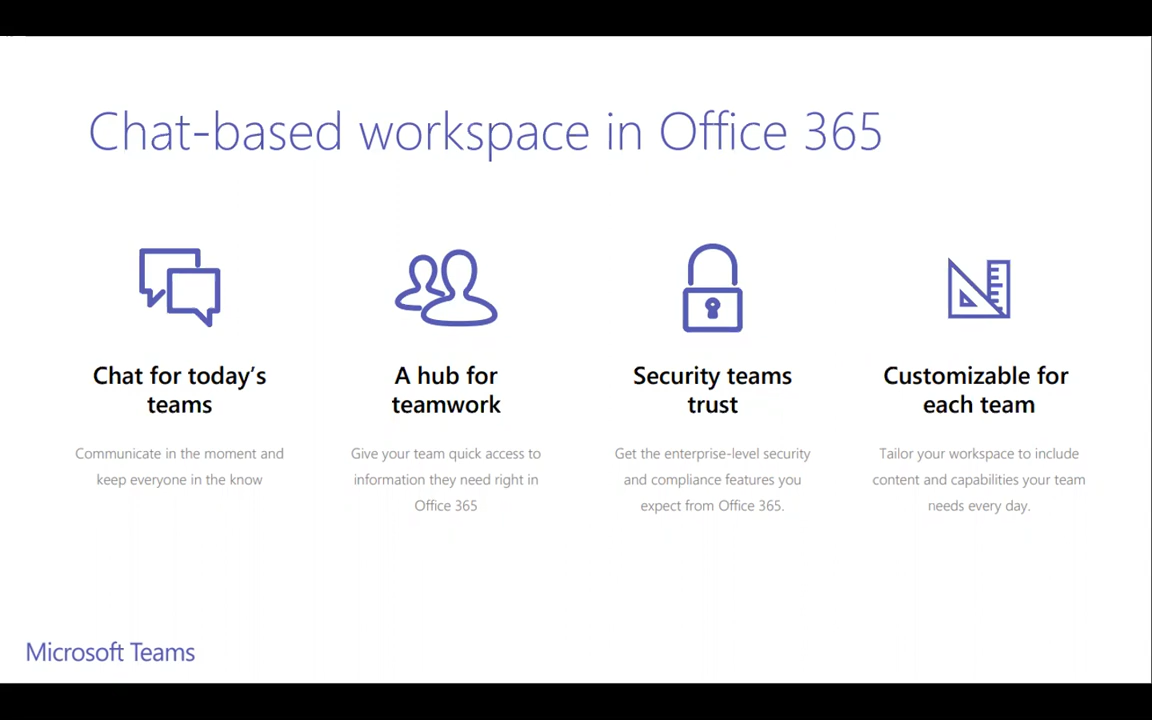 Chat-based workspace in Office 365
Chat for today's
teams
Communicate in the moment and
keep everyone in the know
A hub for
teamwork
Give your team quick access to
information they need right in
Office 365
Security teams
trust
Get the enterprise-level security
and compliance features you
expect from Office 365.
Customizable for
each team
Tailor your workspace to include
content and capabilities your team
needs every day.
Microsoft Teams